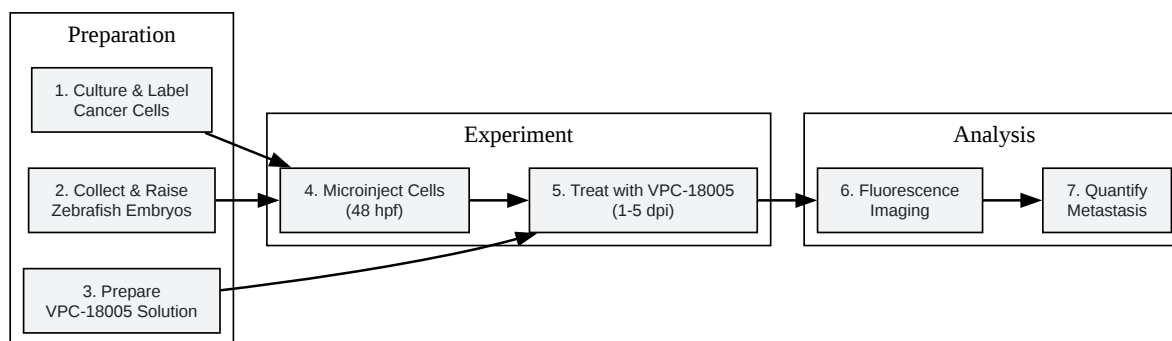 Preparation
1. Culture & Label
Cancer Cells
2. Collect & Raise
Zebrafish Embryos
3. Prepare
VPC-18005 Solution
Experiment
4. Microinject Cells
(48 hpf)
5. Treat with VPC-18005
(1-5 dpi)
Analysis
6. Fluorescence
Imaging
7. Quantify
Metastasis